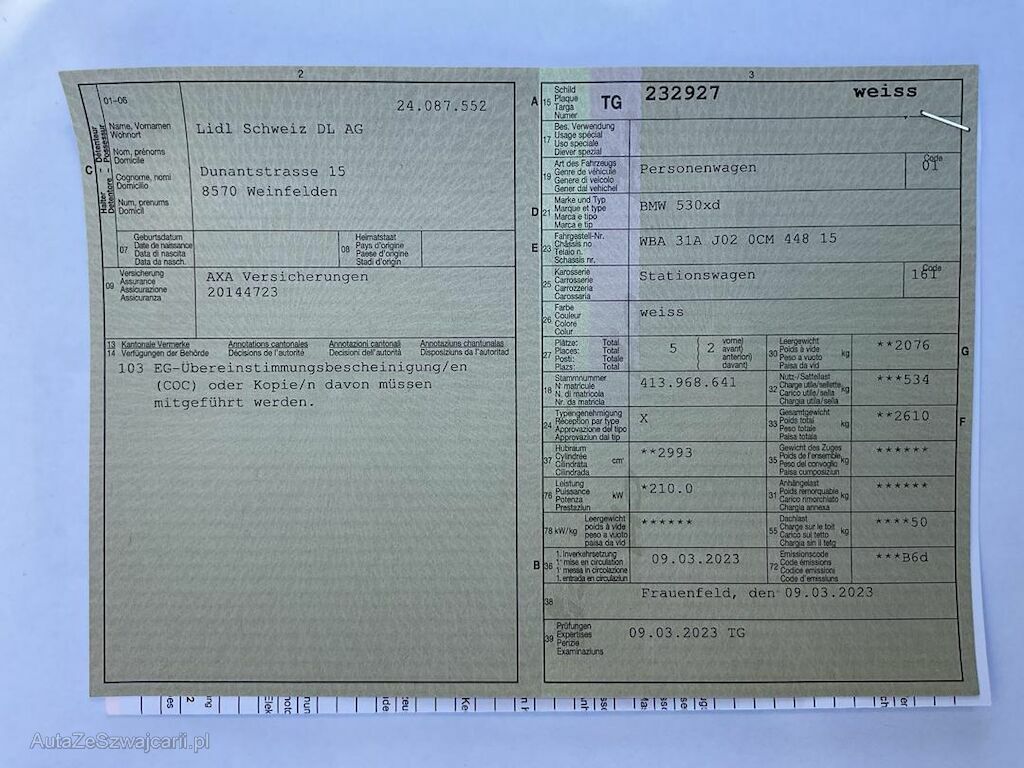 2
01-06
24.087.552
C
Halter - Détenteur
Detentore - Possessur
Name, Vornamen
Wohnort
Nom, prénoms
Domicile
Cognome, nomi
Domicilio
Num, prenums
Domicil
Lidl Schweiz DL AG
Dunantstrasse 15
8570 Weinfelden
07
Geburtsdatum
Date de naissance
Data di nascita
Data da nasch.
08
Heimatstaat
Pays d'origine
Paese d'origine
Stadi d'origin
09
Versicherung
Assurance
Assicurazione
Assicuranza
AXA Versicherungen
20144723
13 Kantonale Vermerke Annotations cantonales Annotazioni cantonali Annotaziuns chantunalas
14 Verfügungen der Behörde Décisions de l'autorité Decisioni dell'autorità Disposiziuns da l'autoritad
103 EG-Übereinstimmungsbescheinigung/en
(COC) oder Kopie/n davon müssen
mitgeführt werden.
3
A 15
Schild
Plaque
Targa
Numer
TG 232927 weiss
17
Bes. Verwendung
Usage spécial
Uso speciale
Diever spezial
19
Art des Fahrzeugs
Genre de véhicule
Genere di veicolo
Gener dal vehichel
Personenwagen
Code
01
D 21
Marke und Typ
Marque et type
Marca e tipo
Marca e tip
BMW 530xd
E 23
Fahrgestell-Nr.
Châssis no
Telaio n.
Schassis nr.
WBA 31A J02 0CM 448 15
25
Karosserie
Carrosserie
Carrozzeria
Carossaria
Stationswagen
Code
161
26
Farbe
Couleur
Colore
Colur
weiss
27
Plätze: Total
Places: Total
Posti: Totale
Plazs: Total
5 ( 2 vorne)
avant)
anteriori)
davant)
30
Leergewicht
Poids à vide
Peso a vuoto
Paisa da vid
kg
**2076
G
18
Stammnummer
N matricule
N. di matricola
Nr. da matricla
413.968.641
32
Nutz-/Sattellast
Charge utile/sellette
Carico utile/sella
Chargia utila/sella
kg
***534
24
Typengenehmigung
Réception par type
Approvazione del tipo
Approvaziun dal tip
X
33
Gesamtgewicht
Poids total
Peso totale
Paisa totala
kg
**2610
F
37
Hubraum
Cylindrée
Cilindrata
Cilindrada
cm³
**2993
35
Gewicht des Zuges
Poids de l'ensemble
Peso del convoglio
Paisa cumposiziun
kg
******
76
Leistung
Puissance
Potenza
Prestaziun
kW
*210.0
31
Anhängelast
Poids remorquable
Carico rimorchiato
Chargia annexa
kg
******
78 kW/kg
Leergewicht
poids à vide
peso a vuoto
paisa da vid
******
55
Dachlast
Charge sur le toit
Carico sul tetto
Chargia sin il tetg
kg
****50
B 36
1. Inverkehrsetzung
1ʳᵉ mise en circulation
1ª messa in circolazione
1. entrada en circulaziun
09.03.2023
72
Emissionscode
Code émissions
Codice emissioni
Code d'emissiuns
***B6d
38
Frauenfeld, den 09.03.2023
39
Prüfungen
Expertises
Perizie
Examinaziuns
09.03.2023 TG
AutaZeSzwajcarii.pl